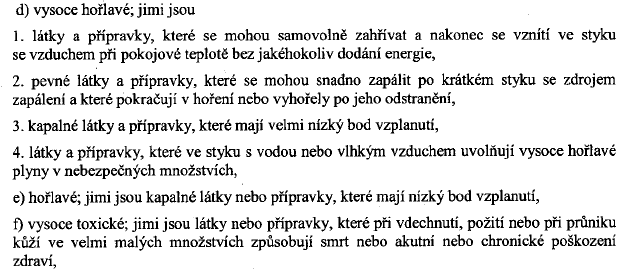 d) vysoce hořlavé; jimi jsou
1. látky a přípravky, které se mohou samovolně zahřívat a nakonec se vznítí ve styku
se vzduchem při pokojové teplotě bez jakéhokoliv dodání energie,
2. pevné látky a přípravky, které se mohou snadno zapálit po krátkém styku se zdrojem
zapálení a které pokračují v hoření nebo vyhořely po jeho odstranění,
3. kapalné látky a přípravky, které mají velmi nízký bod vzplanutí,
4. látky a přípravky, které ve styku s vodou nebo vlhkým vzduchem uvolňují vysoce hořlavé
plyny v nebezpečných množstvích,
e) hořlavé; jimi jsou kapalné látky nebo přípravky, které mají nízký bod vzplanutí,
f) vysoce toxické; jimi jsou látky nebo přípravky, které při vdechnutí, požití nebo při průniku
kůží ve velmi malých množstvích způsobují smrt nebo akutní nebo chronické poškození
zdraví,